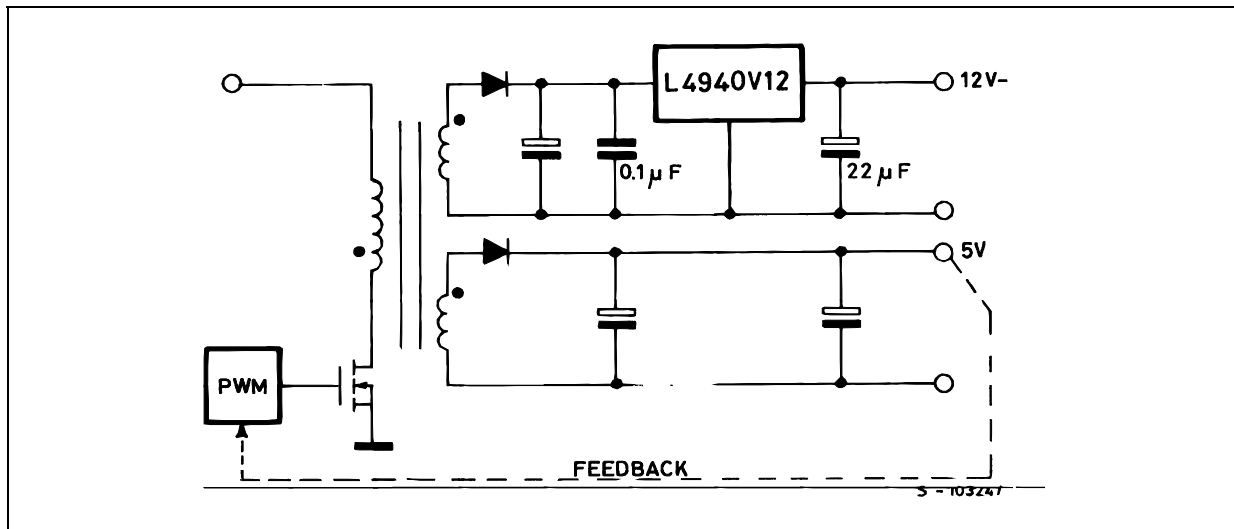 L4940V12
12V-
0.1µF
22µF
5V
PWM
FEEDBACK
S - 103247